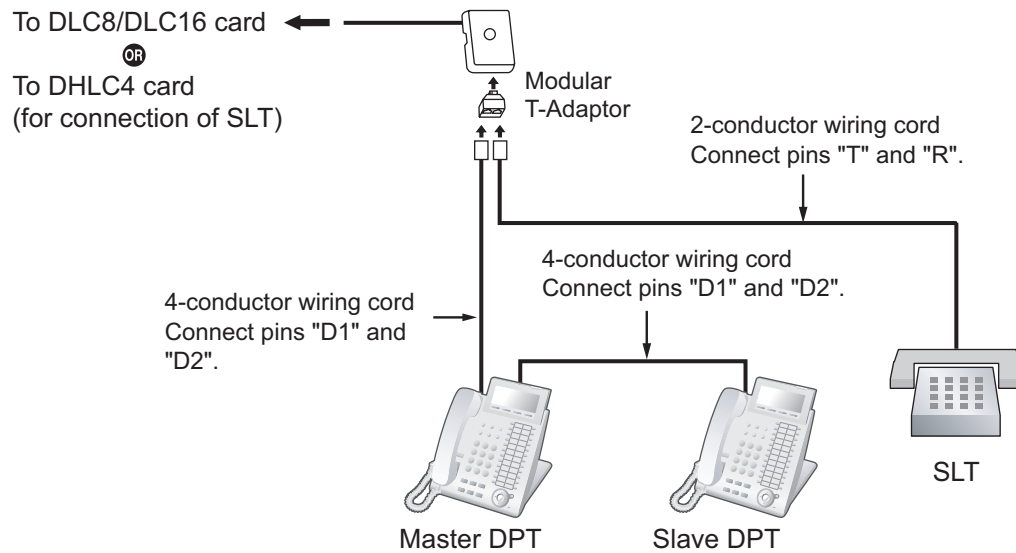 To DLC8/DLC16 card
OR
To DHLC4 card
(for connection of SLT)
Modular
T-Adaptor
2-conductor wiring cord
Connect pins "T" and "R".
4-conductor wiring cord
Connect pins "D1" and "D2".
4-conductor wiring cord
Connect pins "D1" and
"D2".
SLT
Master DPT
Slave DPT